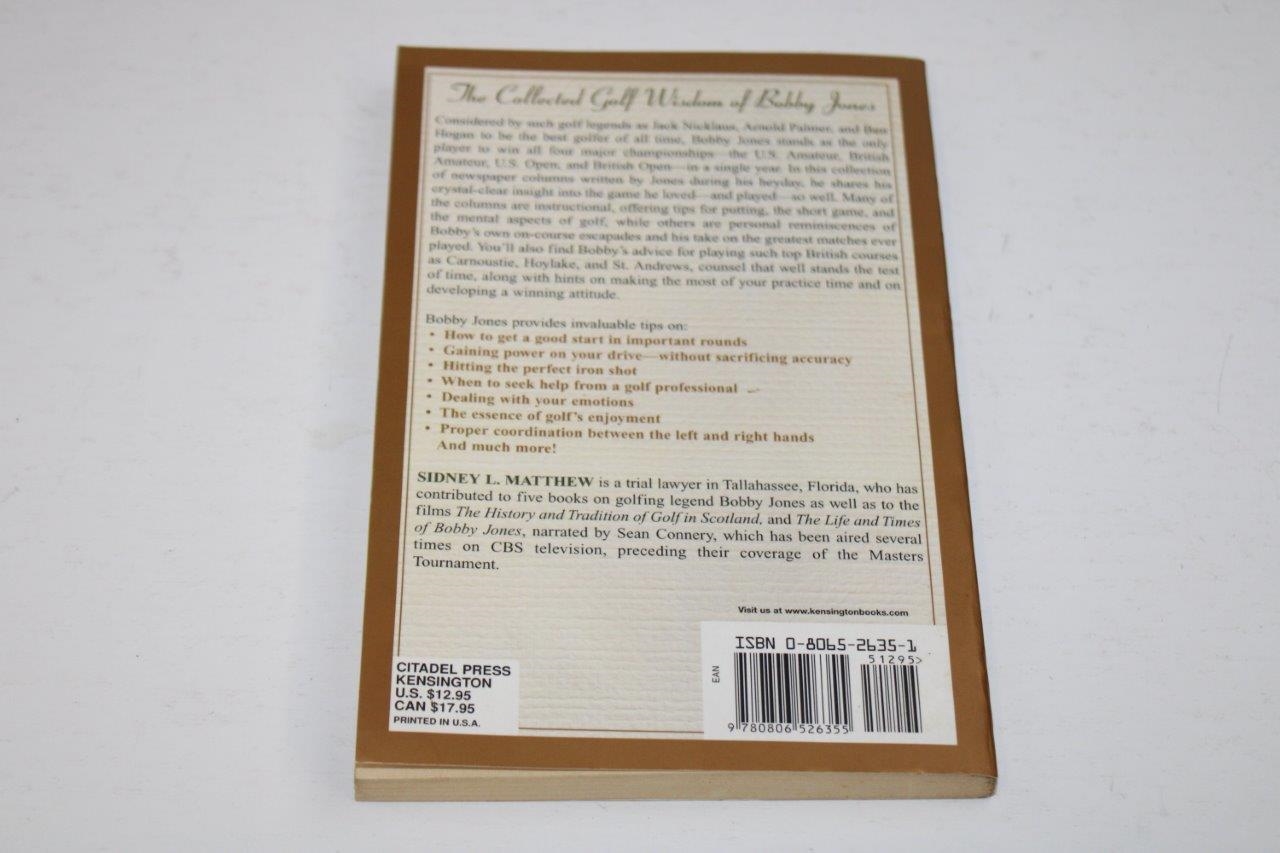 The Collected Golf Wisdom of Bobby Jones
Considered by such golf legends as Jack Nicklaus, Arnold Palmer, and Ben
Hogan to be the best golfer of all time, Bobby Jones stands as the only
player to win all four major championships—the U.S. Amateur, British
Amateur, U.S. Open, and British Open—in a single year. In this collection
of newspaper columns written by Jones during his heyday, he shares his
crystal-clear insight into the game he loved—and played—so well. Many of
the columns are instructional, offering tips for putting, the short game, and
the mental aspects of golf, while others are personal reminiscences of
Bobby's own on-course escapades and his take on the greatest matches ever
played. You'll also find Bobby's advice for playing such top British courses
as Carnoustie, Hoylake, and St. Andrews, counsel that well stands the test
of time, along with hints on making the most of your practice time and on
developing a winning attitude.
Bobby Jones provides invaluable tips on:
• How to get a good start in important rounds
• Gaining power on your drive—without sacrificing accuracy
• Hitting the perfect iron shot
• When to seek help from a golf professional
• Dealing with your emotions
• The essence of golf's enjoyment
• Proper coordination between the left and right hands
And much more!
SIDNEY L. MATTHEW is a trial lawyer in Tallahassee, Florida, who has
contributed to five books on golfing legend Bobby Jones as well as to the
films The History and Tradition of Golf in Scotland, and The Life and Times
of Bobby Jones, narrated by Sean Connery, which has been aired several
times on CBS television, preceding their coverage of the Masters
Tournament.
Visit us at www.kensingtonbooks.com
CITADEL PRESS
KENSINGTON
U.S. $12.95
CAN $17.95
PRINTED IN U.S.A.
ISBN 0-8065-2635-1
51295>
EAN
9 780806 526355